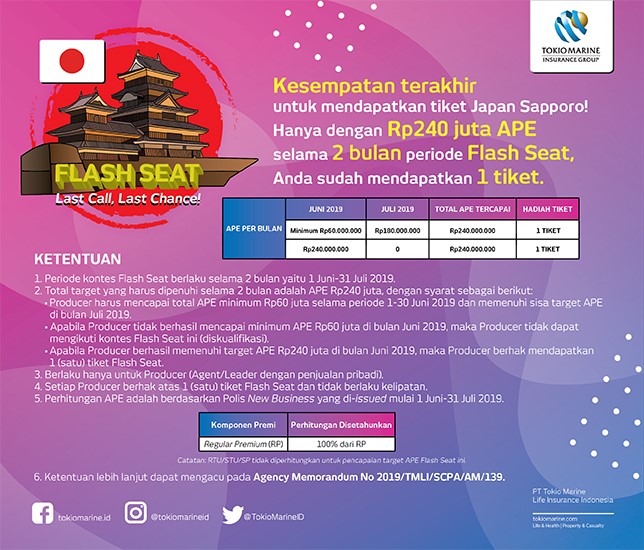 TOKIO MARINE
INSURANCE GROUP
Kesempatan terakhir
untuk mendapatkan tiket Japan Sapporo!
Hanya dengan Rp240 juta APE
selama 2 bulan periode Flash Seat,
Anda sudah mendapatkan 1 tiket.
FLASH SEAT
Last Call, Last Chance!
JUNI 2019 JULI 2019 TOTAL APE TERCAPAI HADIAH TIKET
APE PER BULAN Minimum Rp60.000.000 Rp180.000.000 Rp240.000.000 1 TIKET
Rp240.000.000 0 Rp240.000.000 1 TIKET
KETENTUAN
1. Periode kontes Flash Seat berlaku selama 2 bulan yaitu 1 Juni-31 Juli 2019.
2. Total target yang harus dipenuhi selama 2 bulan adalah APE Rp240 juta, dengan syarat sebagai berikut:
• Producer harus mencapai total APE minimum Rp60 juta selama periode 1-30 Juni 2019 dan memenuhi sisa target APE
di bulan Juli 2019.
• Apabila Producer tidak berhasil mencapai minimum APE Rp60 juta di bulan Juni 2019, maka Producer tidak dapat
mengikuti kontes Flash Seat ini (diskualifikasi).
• Apabila Producer berhasil memenuhi target APE Rp240 juta di bulan Juni 2019, maka Producer berhak mendapatkan
1 (satu) tiket Flash Seat.
3. Berlaku hanya untuk Producer (Agent/Leader dengan penjualan pribadi).
4. Setiap Producer berhak atas 1 (satu) tiket Flash Seat dan tidak berlaku kelipatan.
5. Perhitungan APE adalah berdasarkan Polis New Business yang di-issued mulai 1 Juni-31 Juli 2019.
Komponen Premi Perhitungan Disetahunkan
Regular Premium (RP) 100% dari RP
Catatan: RTU/STU/SP tidak diperhitungkan untuk pencapaian target APE Flash Seat ini.
6. Ketentuan lebih lanjut dapat mengacu pada Agency Memorandum No 2019/TMLI/SCPA/AM/139.
tokiomarine.id @tokiomarineid @TokioMarineID
PT Tokio Marine
Life Insurance Indonesia
tokiomarine.com
Life & Health | Property & Casualty